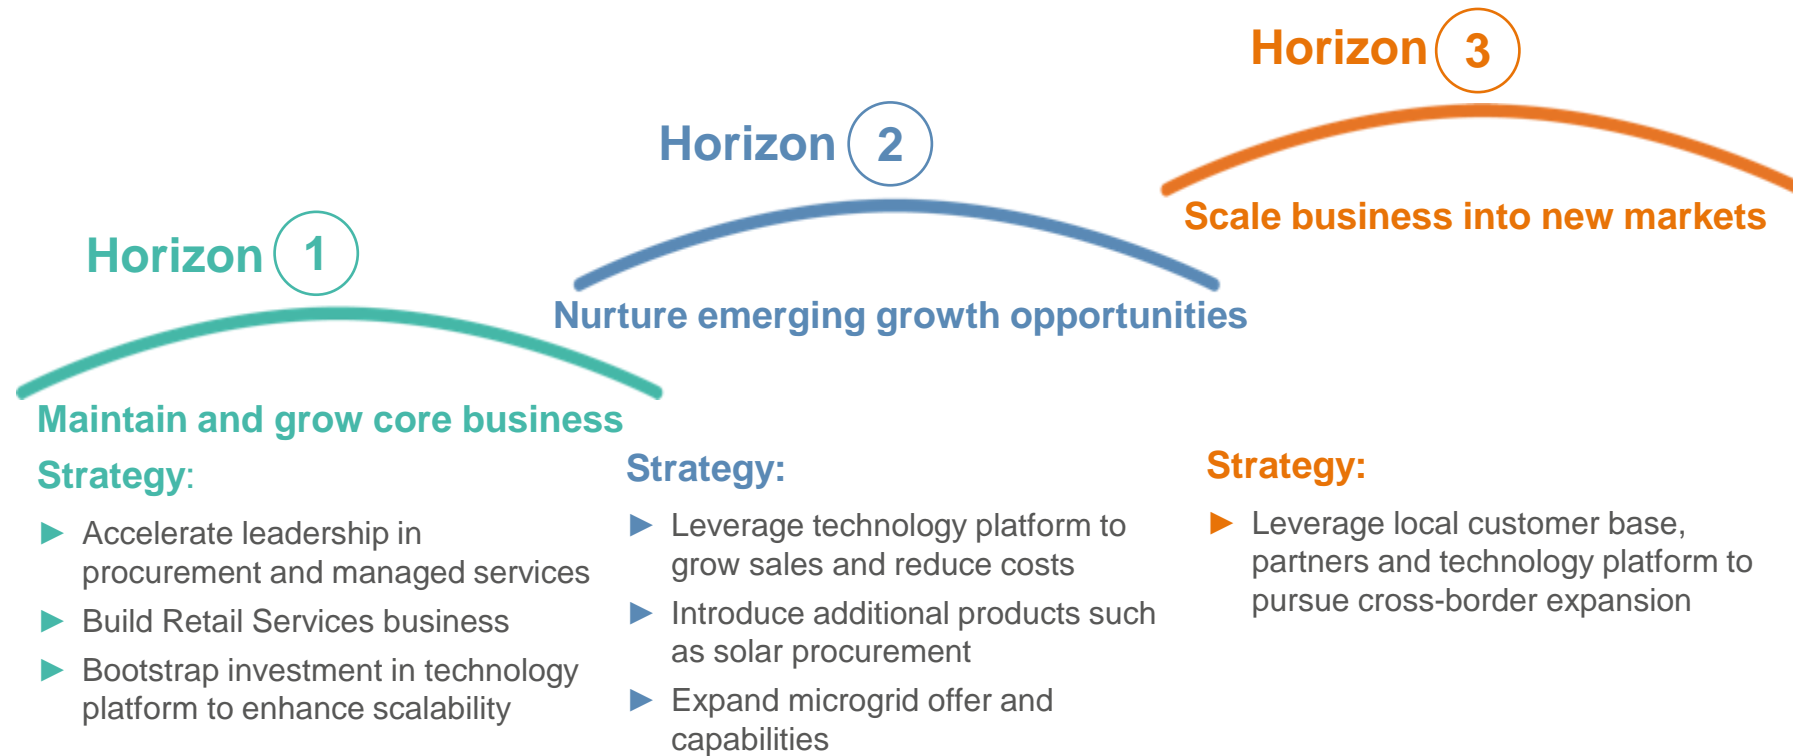 Horizon 1
Maintain and grow core business
Strategy:
► Accelerate leadership in
procurement and managed services
► Build Retail Services business
► Bootstrap investment in technology
platform to enhance scalability
Horizon 2
Nurture emerging growth opportunities
Strategy:
► Leverage technology platform to
grow sales and reduce costs
► Introduce additional products such
as solar procurement
► Expand microgrid offer and
capabilities
Horizon 3
Scale business into new markets
Strategy:
► Leverage local customer base,
partners and technology platform to
pursue cross-border expansion